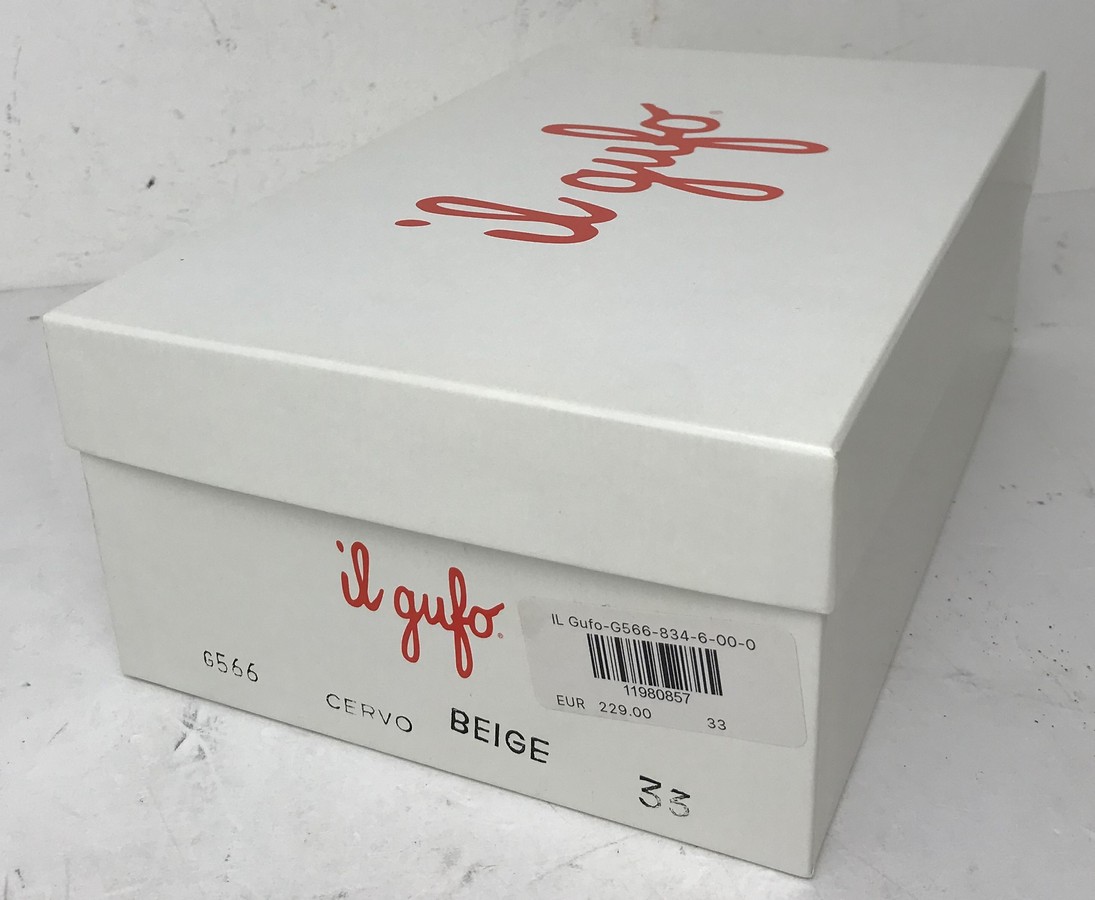 il gufo
il gufo
IL Gufo-G566-834-6-00-0
11980857
EUR 229.00 33
G566 CERVO BEIGE 33